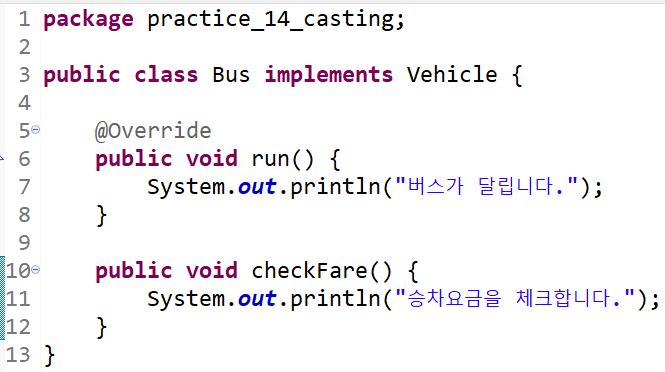 1 package practice_14_casting;
2
3 public class Bus implements Vehicle {
4
5     @Override
6     public void run() {
7         System.out.println("버스가 달립니다.");
8     }
9
10     public void checkFare() {
11         System.out.println("승차요금을 체크합니다.");
12     }
13 }